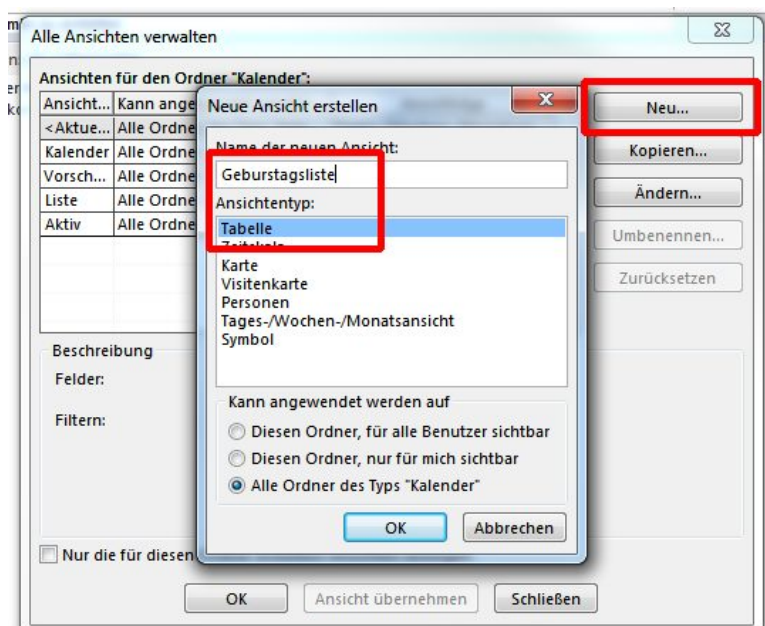 Alle Ansichten verwalten
Ansichten für den Ordner "Kalender":
Ansicht... Kann ange
<Aktue... Alle Ordne
Kalender Alle Ordne
Vorsch... Alle Ordne
Liste Alle Ordne
Aktiv Alle Ordne
Neu...
Kopieren...
Ändern...
Umbenennen...
Zurücksetzen
Beschreibung
Felder:
Filtern:
Nur die für diesen
OK Ansicht übernehmen Schließen
Neue Ansicht erstellen
Name der neuen Ansicht:
Geburstagsliste
Ansichtentyp:
Tabelle
Zeitskala
Karte
Visitenkarte
Personen
Tages-/Wochen-/Monatsansicht
Symbol
Kann angewendet werden auf
Diesen Ordner, für alle Benutzer sichtbar
Diesen Ordner, nur für mich sichtbar
Alle Ordner des Typs "Kalender"
OK Abbrechen